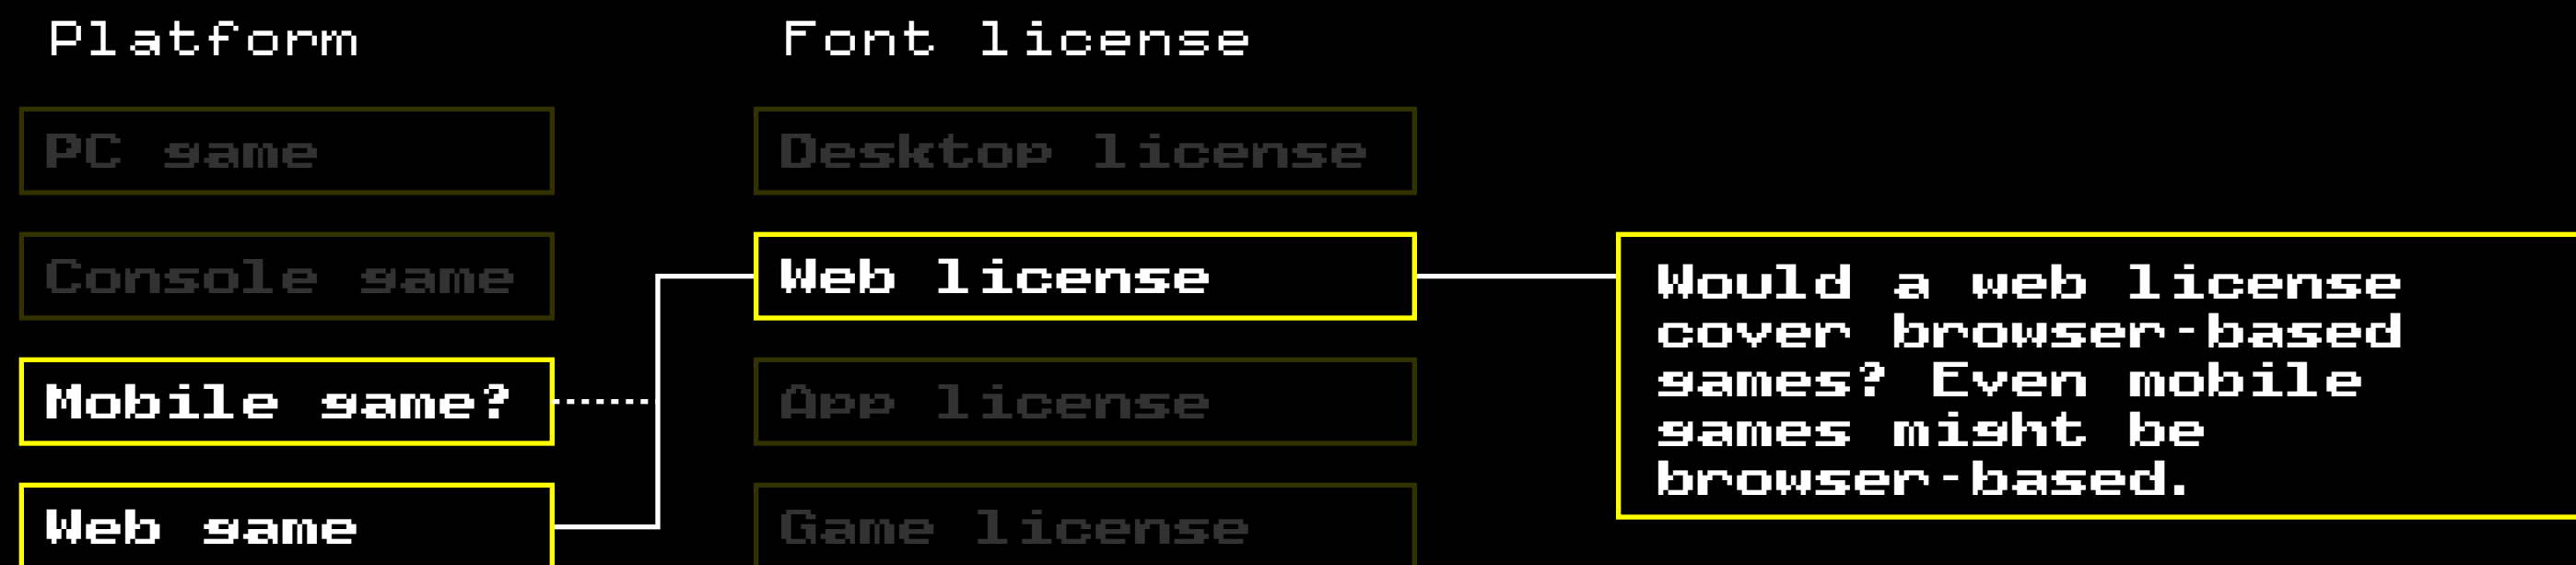 Platform
Font license
PC game
Desktop license
Console game
Web license
Would a web license
cover browser-based
games? Even mobile
games might be
browser-based.
Mobile game?
App license
Web game
Game license